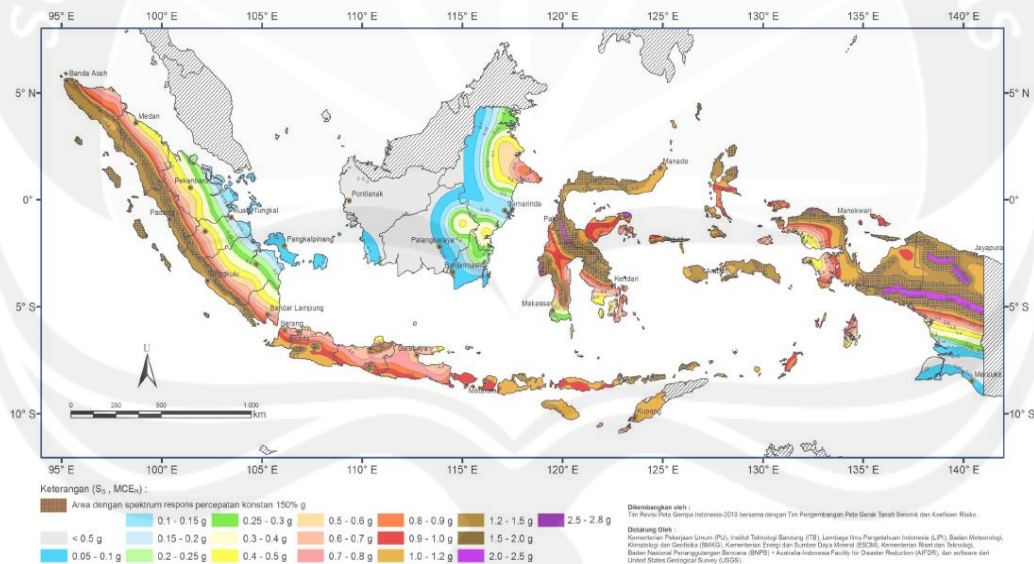 95° E 100° E 105° E 110° E 115° E 120° E 125° E 130° E 135° E 140° E
5° N 5° N
0° 0°
5° S 5° S
10° S 10° S
Banda Aceh
Medan
Pekanbaru
Padang
Kuala Tungkal
Bengkulu
Pangkalpinang
Bandar Lampung
Serang
Surabaya
Mataram
Kupang
Pontianak
Palangkaraya
Banjarmasin
Samarinda
Manado
Kendari
Makassar
Manokwari
Jayapura
Merauke
U
0 250 500 1.000
km
Keterangan (S₅ , MCE_R) :
Area dengan spektrum respons percepatan konstan 150% g
0.1 - 0.15 g 0.25 - 0.3 g 0.5 - 0.6 g 0.8 - 0.9 g 1.2 - 1.5 g 2.5 - 2.8 g
< 0.5 g 0.15 - 0.2 g 0.3 - 0.4 g 0.6 - 0.7 g 0.9 - 1.0 g 1.5 - 2.0 g
0.05 - 0.1 g 0.2 - 0.25 g 0.4 - 0.5 g 0.7 - 0.8 g 1.0 - 1.2 g 2.0 - 2.5 g
Dikembangkan oleh :
Tim Revisi Peta Gempa Indonesia-2010 bersama dengan Tim Pengembangan Peta Gerak Tanah Seismik dan Koefisien Risiko.
Didukung Oleh :
Kementerian Pekerjaan Umum (PU), Institut Teknologi Bandung (ITB), Lembaga Ilmu Pengetahuan Indonesia (LIPI), Badan Meteorologi,
Klimatologi dan Geofisika (BMKG), Kementerian Energi dan Sumber Daya Mineral (ESDM), Kementerian Riset dan Teknologi,
Badan Nasional Penanggulangan Bencana (BNPB) + Australia-Indonesia Facility for Disaster Reduction (AIFDR), dan software dari
United States Geological Survey (USGS).